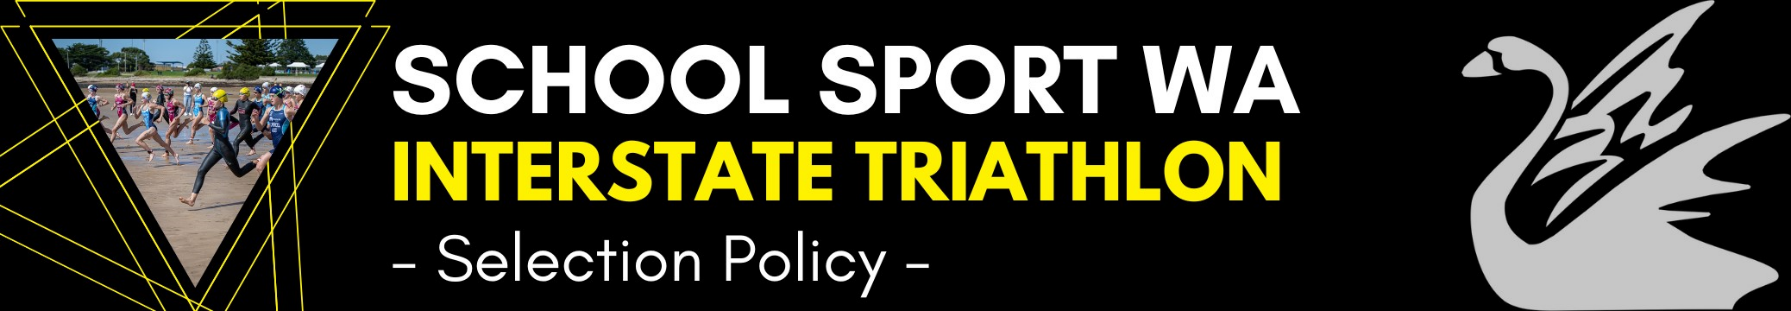 SCHOOL SPORT WA
INTERSTATE TRIATHLON
- Selection Policy -